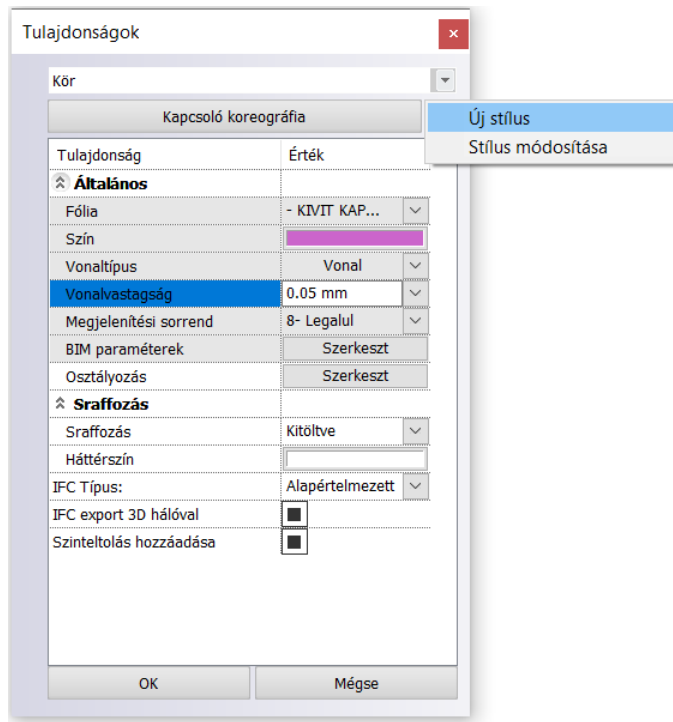 Tulajdonságok
Kör
Kapcsoló koreográfia
Új stílus
Stílus módosítása
Tulajdonság Érték
Általános
Fólia - KIVIT KAP...
Szín
Vonaltípus Vonal
Vonalvastagság 0.05 mm
Megjelenítési sorrend 8- Legalul
BIM paraméterek Szerkeszt
Osztályozás Szerkeszt
Sraffozás
Sraffozás Kitöltve
Háttérszín
IFC Típus: Alapértelmezett
IFC export 3D hálóval
Szinteltolás hozzáadása
OK Mégse